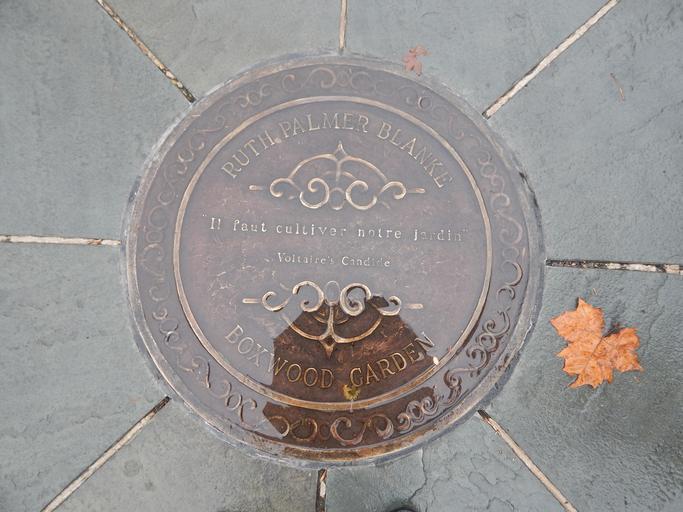 RUTH PALMER BLANKE
"Il faut cultiver notre jardin"
Voltaire's Candide
BOXWOOD GARDEN